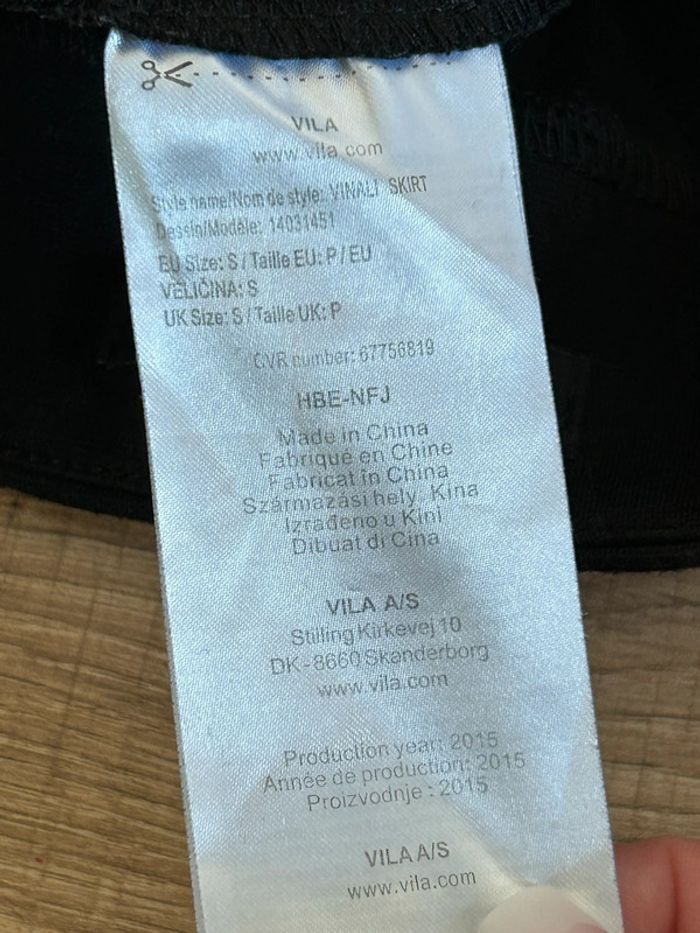 VILA
www.vila.com
Style name/Nom de style: VINALI SKIRT
Dessin/Modèle: 14031451
EU Size: S / Taille EU: P / EU
VELIČINA: S
UK Size: S / Taille UK: P
CVR number: 67756819
HBE-NFJ
Made in China
Fabriqué en Chine
Fabricat in China
Származási hely Kína
Izrađeno u Kini
Dibuat di Cina
VILA A/S
Stilling Kirkevej 10
DK-8660 Skanderborg
www.vila.com
Production year: 2015
Année de production: 2015
Proizvodnje : 2015
VILA A/S
www.vila.com